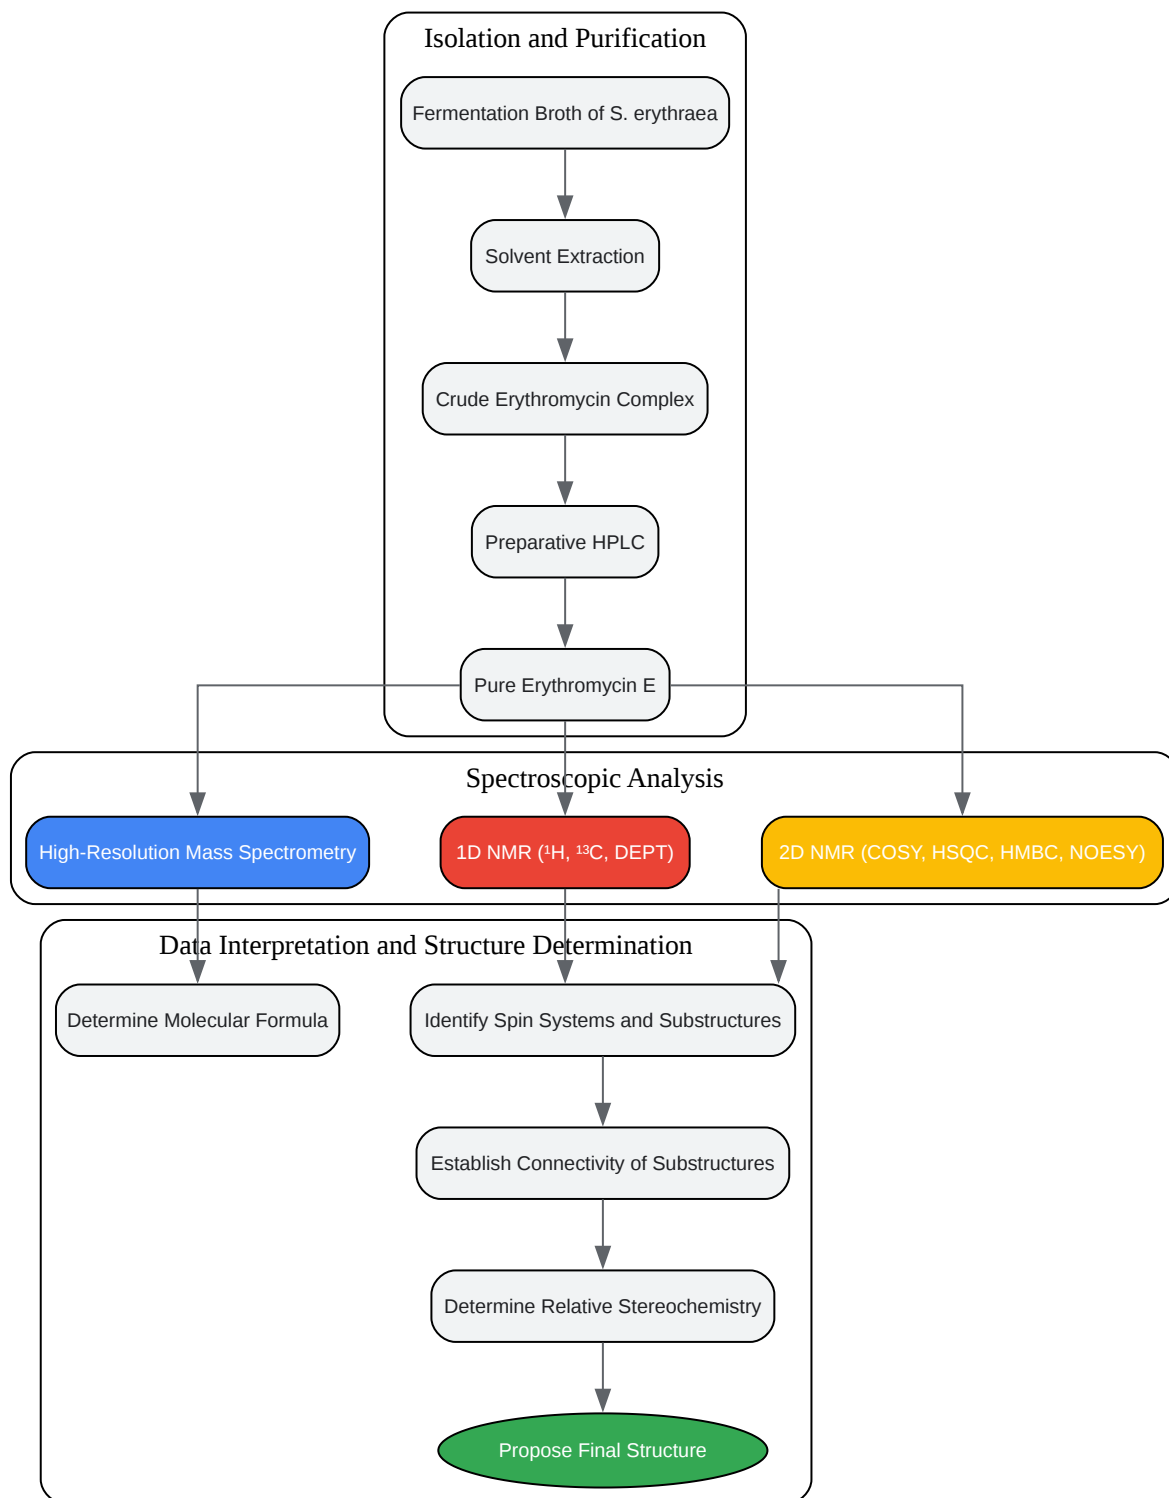 Isolation and Purification
Fermentation Broth of S. erythraea
Solvent Extraction
Crude Erythromycin Complex
Preparative HPLC
Pure Erythromycin E
Spectroscopic Analysis
High-Resolution Mass Spectrometry
1D NMR (¹H, ¹³C, DEPT)
2D NMR (COSY, HSQC, HMBC, NOESY)
Data Interpretation and Structure Determination
Determine Molecular Formula
Identify Spin Systems and Substructures
Establish Connectivity of Substructures
Determine Relative Stereochemistry
Propose Final Structure